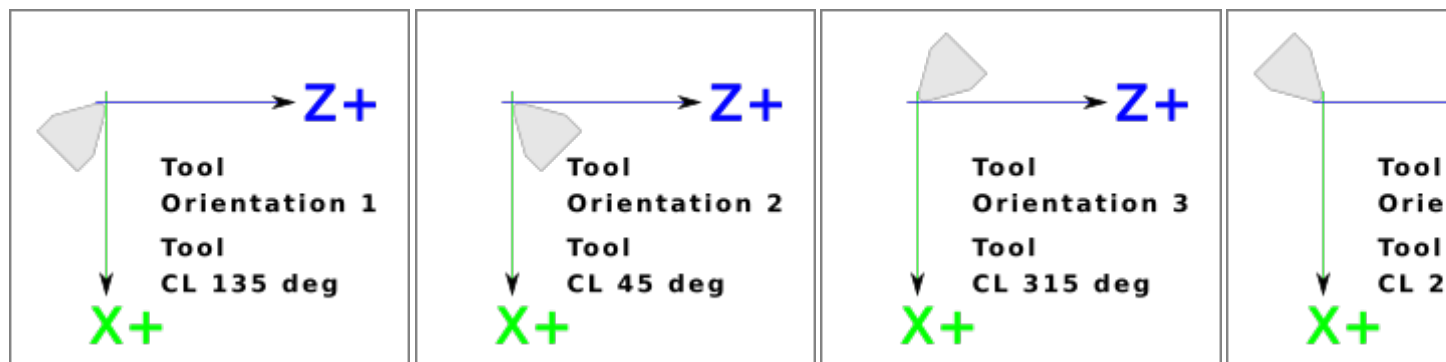 Z+
Tool
Orientation 1
Tool
CL 135 deg
X+
Z+
Tool
Orientation 2
Tool
CL 45 deg
X+
Z+
Tool
Orientation 3
Tool
CL 315 deg
X+
Tool
Tool
CL
X+